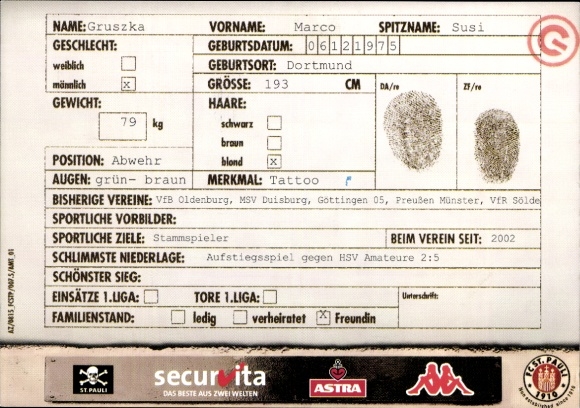 NAME: Gruszka VORNAME: Marco SPITZNAME: Susi
GESCHLECHT: GEBURTSDATUM: 06121975
weiblich GEBURTSORT: Dortmund
männlich x GRÖSSE: 193 CM DA/re ZF/re
GEWICHT: HAARE:
79 kg schwarz
braun
POSITION: Abwehr blond x
AUGEN: grün- braun MERKMAL: Tattoo
BISHERIGE VEREINE: VfB Oldenburg, MSV Duisburg, Göttingen 05, Preußen Münster, VfR Sölde
SPORTLICHE VORBILDER:
SPORTLICHE ZIELE: Stammspieler BEIM VEREIN SEIT: 2002
SCHLIMMSTE NIEDERLAGE: Aufstiegsspiel gegen HSV Amateure 2:5
SCHÖNSTER SIEG:
EINSÄTZE 1.LIGA: TORE 1.LIGA: Unterschrift:
FAMILIENSTAND: ledig verheiratet x Freundin
ST. PAULI securvita DAS BESTE AUS ZWEI WELTEN ASTRA Kappa FC ST. PAULI 1910